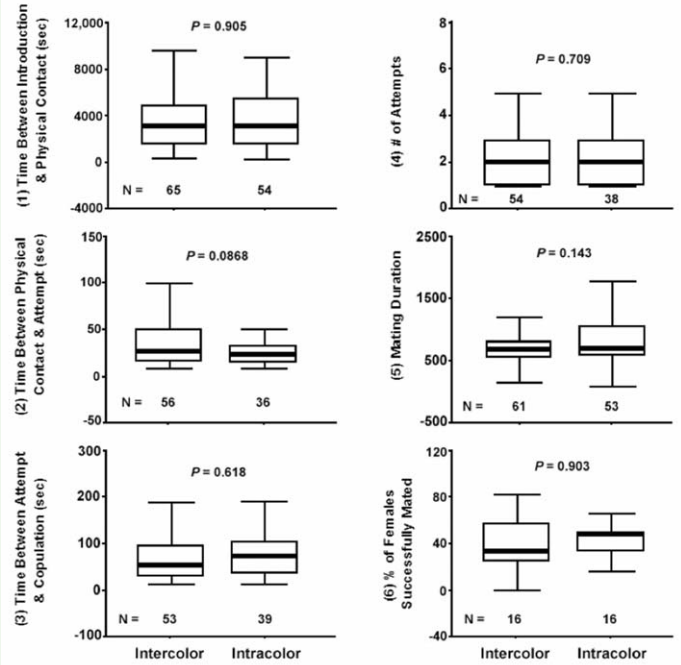 (1) Time Between Introduction
& Physical Contact (sec)
12,000
8000
4000
0
-4000
P = 0.905
N = 65 54
(4) # of Attempts
8
6
4
2
0
P = 0.709
N = 54 38
(2) Time Between Physical
Contact & Attempt (sec)
150
100
50
0
-50
P = 0.0868
N = 56 36
(5) Mating Duration
2500
1500
500
-500
P = 0.143
N = 61 53
(3) Time Between Attempt
& Copulation (sec)
300
200
100
0
-100
P = 0.618
N = 53 39
Intercolor Intracolor
(6) % of Females
Successfully Mated
120
80
40
0
-40
P = 0.903
N = 16 16
Intercolor Intracolor